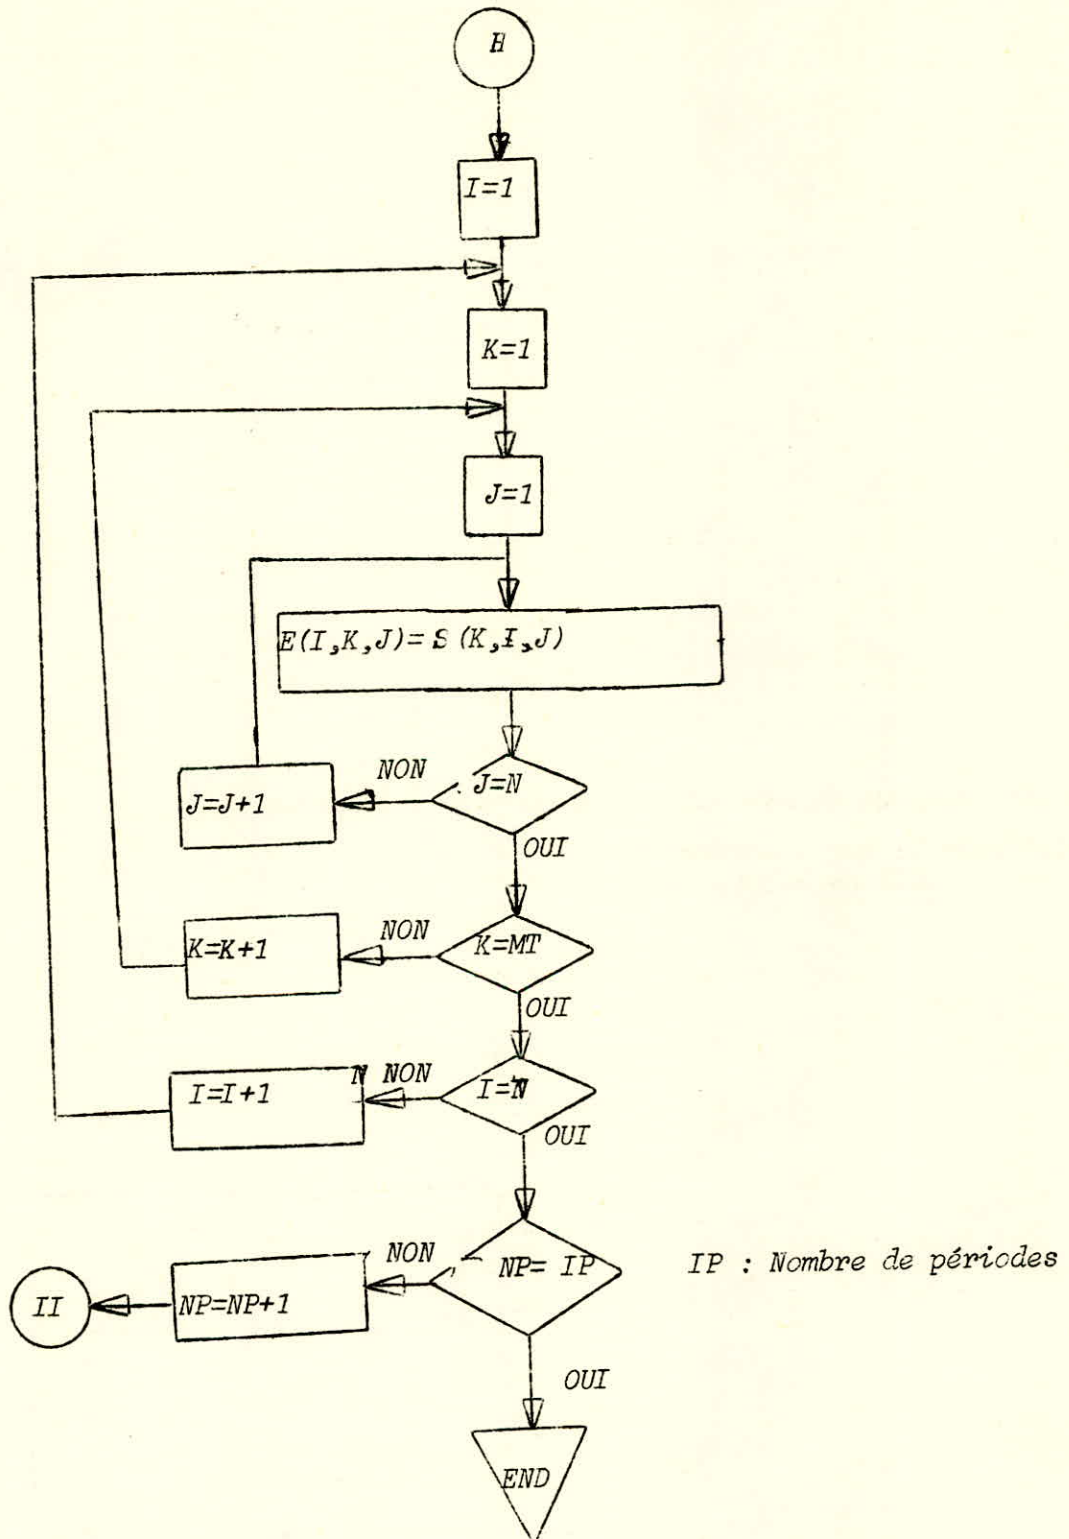 H
I=1
K=1
J=1
E(I,K,J)= S (K,I,J)
J=N
NON
J=J+1
OUI
K=MT
NON
K=K+1
OUI
I=N
N NON
I=I+1
OUI
NP= IP
NON
NP=NP+1
II
IP : Nombre de périodes
OUI
END